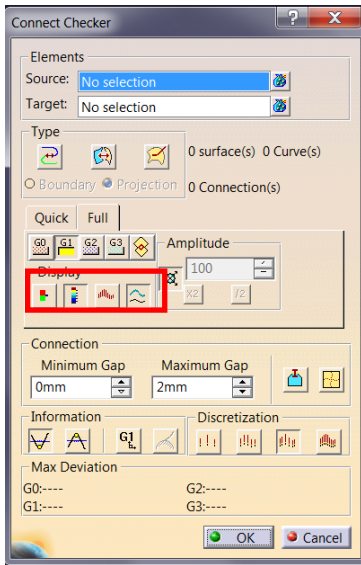 Connect Checker
Elements
Source: No selection
Target: No selection
Type
0 surface(s) 0 Curve(s)
Boundary Projection 0 Connection(s)
Quick Full
G0 G1 G2 G3 Amplitude
Display
100
X2 /2
Connection
Minimum Gap Maximum Gap
0mm 2mm
Information Discretization
G1
Max Deviation
G0:---- G2:----
G1:---- G3:----
OK Cancel